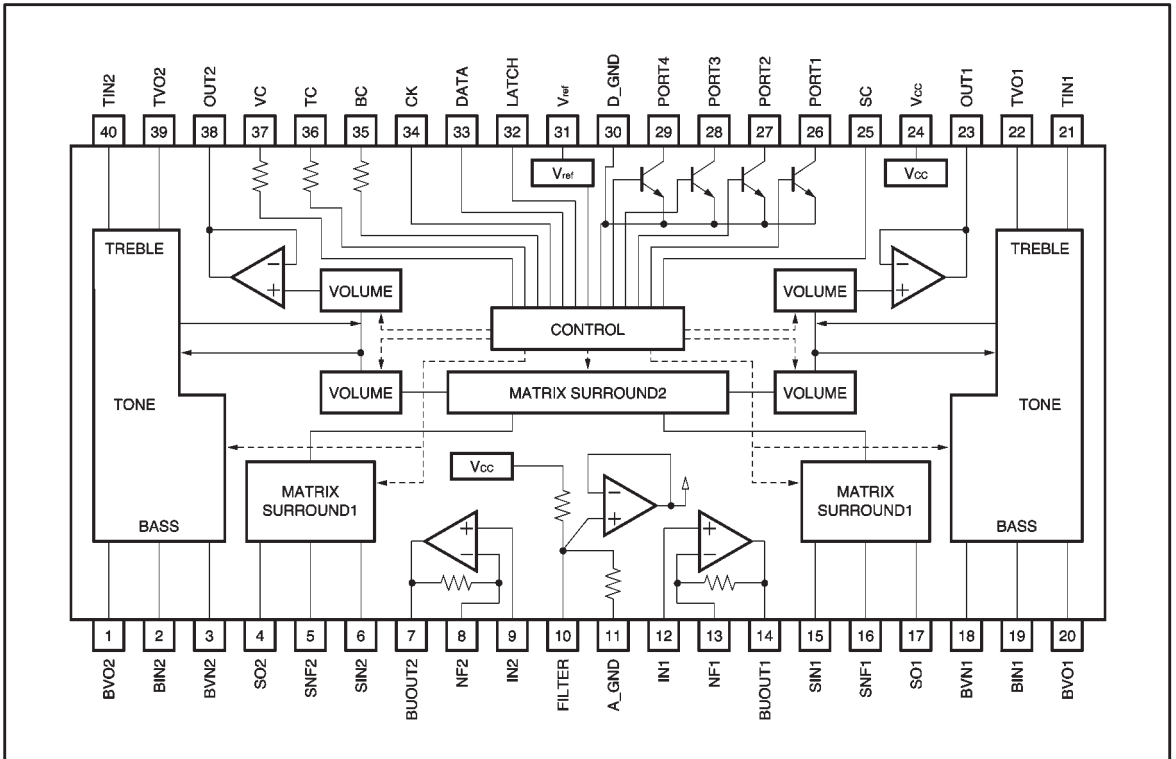 TIN2 TVO2 OUT2 VC TC BC CK DATA LATCH Vref D_GND PORT4 PORT3 PORT2 PORT1 SC VCC OUT1 TVO1 TIN1
40 39 38 37 36 35 34 33 32 31 30 29 28 27 26 25 24 23 22 21
Vref VCC
TREBLE TREBLE
− −
+ VOLUME VOLUME +
CONTROL
VOLUME MATRIX SURROUND2 VOLUME
TONE TONE
VCC
MATRIX − MATRIX
SURROUND1 + SURROUND1
BASS + + BASS
− −
1 2 3 4 5 6 7 8 9 10 11 12 13 14 15 16 17 18 19 20
BVO2 BIN2 BVN2 SO2 SNF2 SIN2 BUOUT2 NF2 IN2 FILTER A_GND IN1 NF1 BUOUT1 SIN1 SNF1 SO1 BVN1 BIN1 BVO1